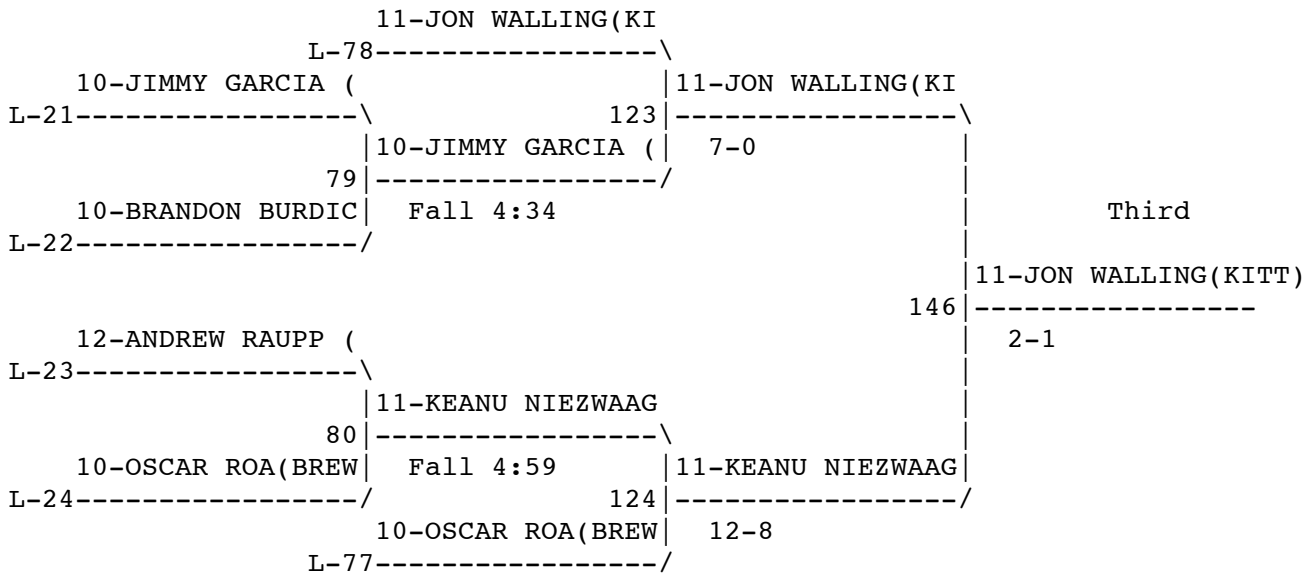 11-JON WALLING(KI
L-78-----------------\
10-JIMMY GARCIA ( |11-JON WALLING(KI
L-21-----------------\ 123|-----------------\
|10-JIMMY GARCIA (| 7-0 |
79|-----------------/ |
10-BRANDON BURDIC| Fall 4:34 | Third
L-22-----------------/ |
|11-JON WALLING(KITT)
146|-----------------
12-ANDREW RAUPP ( | 2-1
L-23-----------------\ |
|11-KEANU NIEZWAAG |
80|-----------------\ |
10-OSCAR ROA(BREW| Fall 4:59 |11-KEANU NIEZWAAG|
L-24-----------------/ 124|-----------------/
10-OSCAR ROA(BREW| 12-8
L-77-----------------/